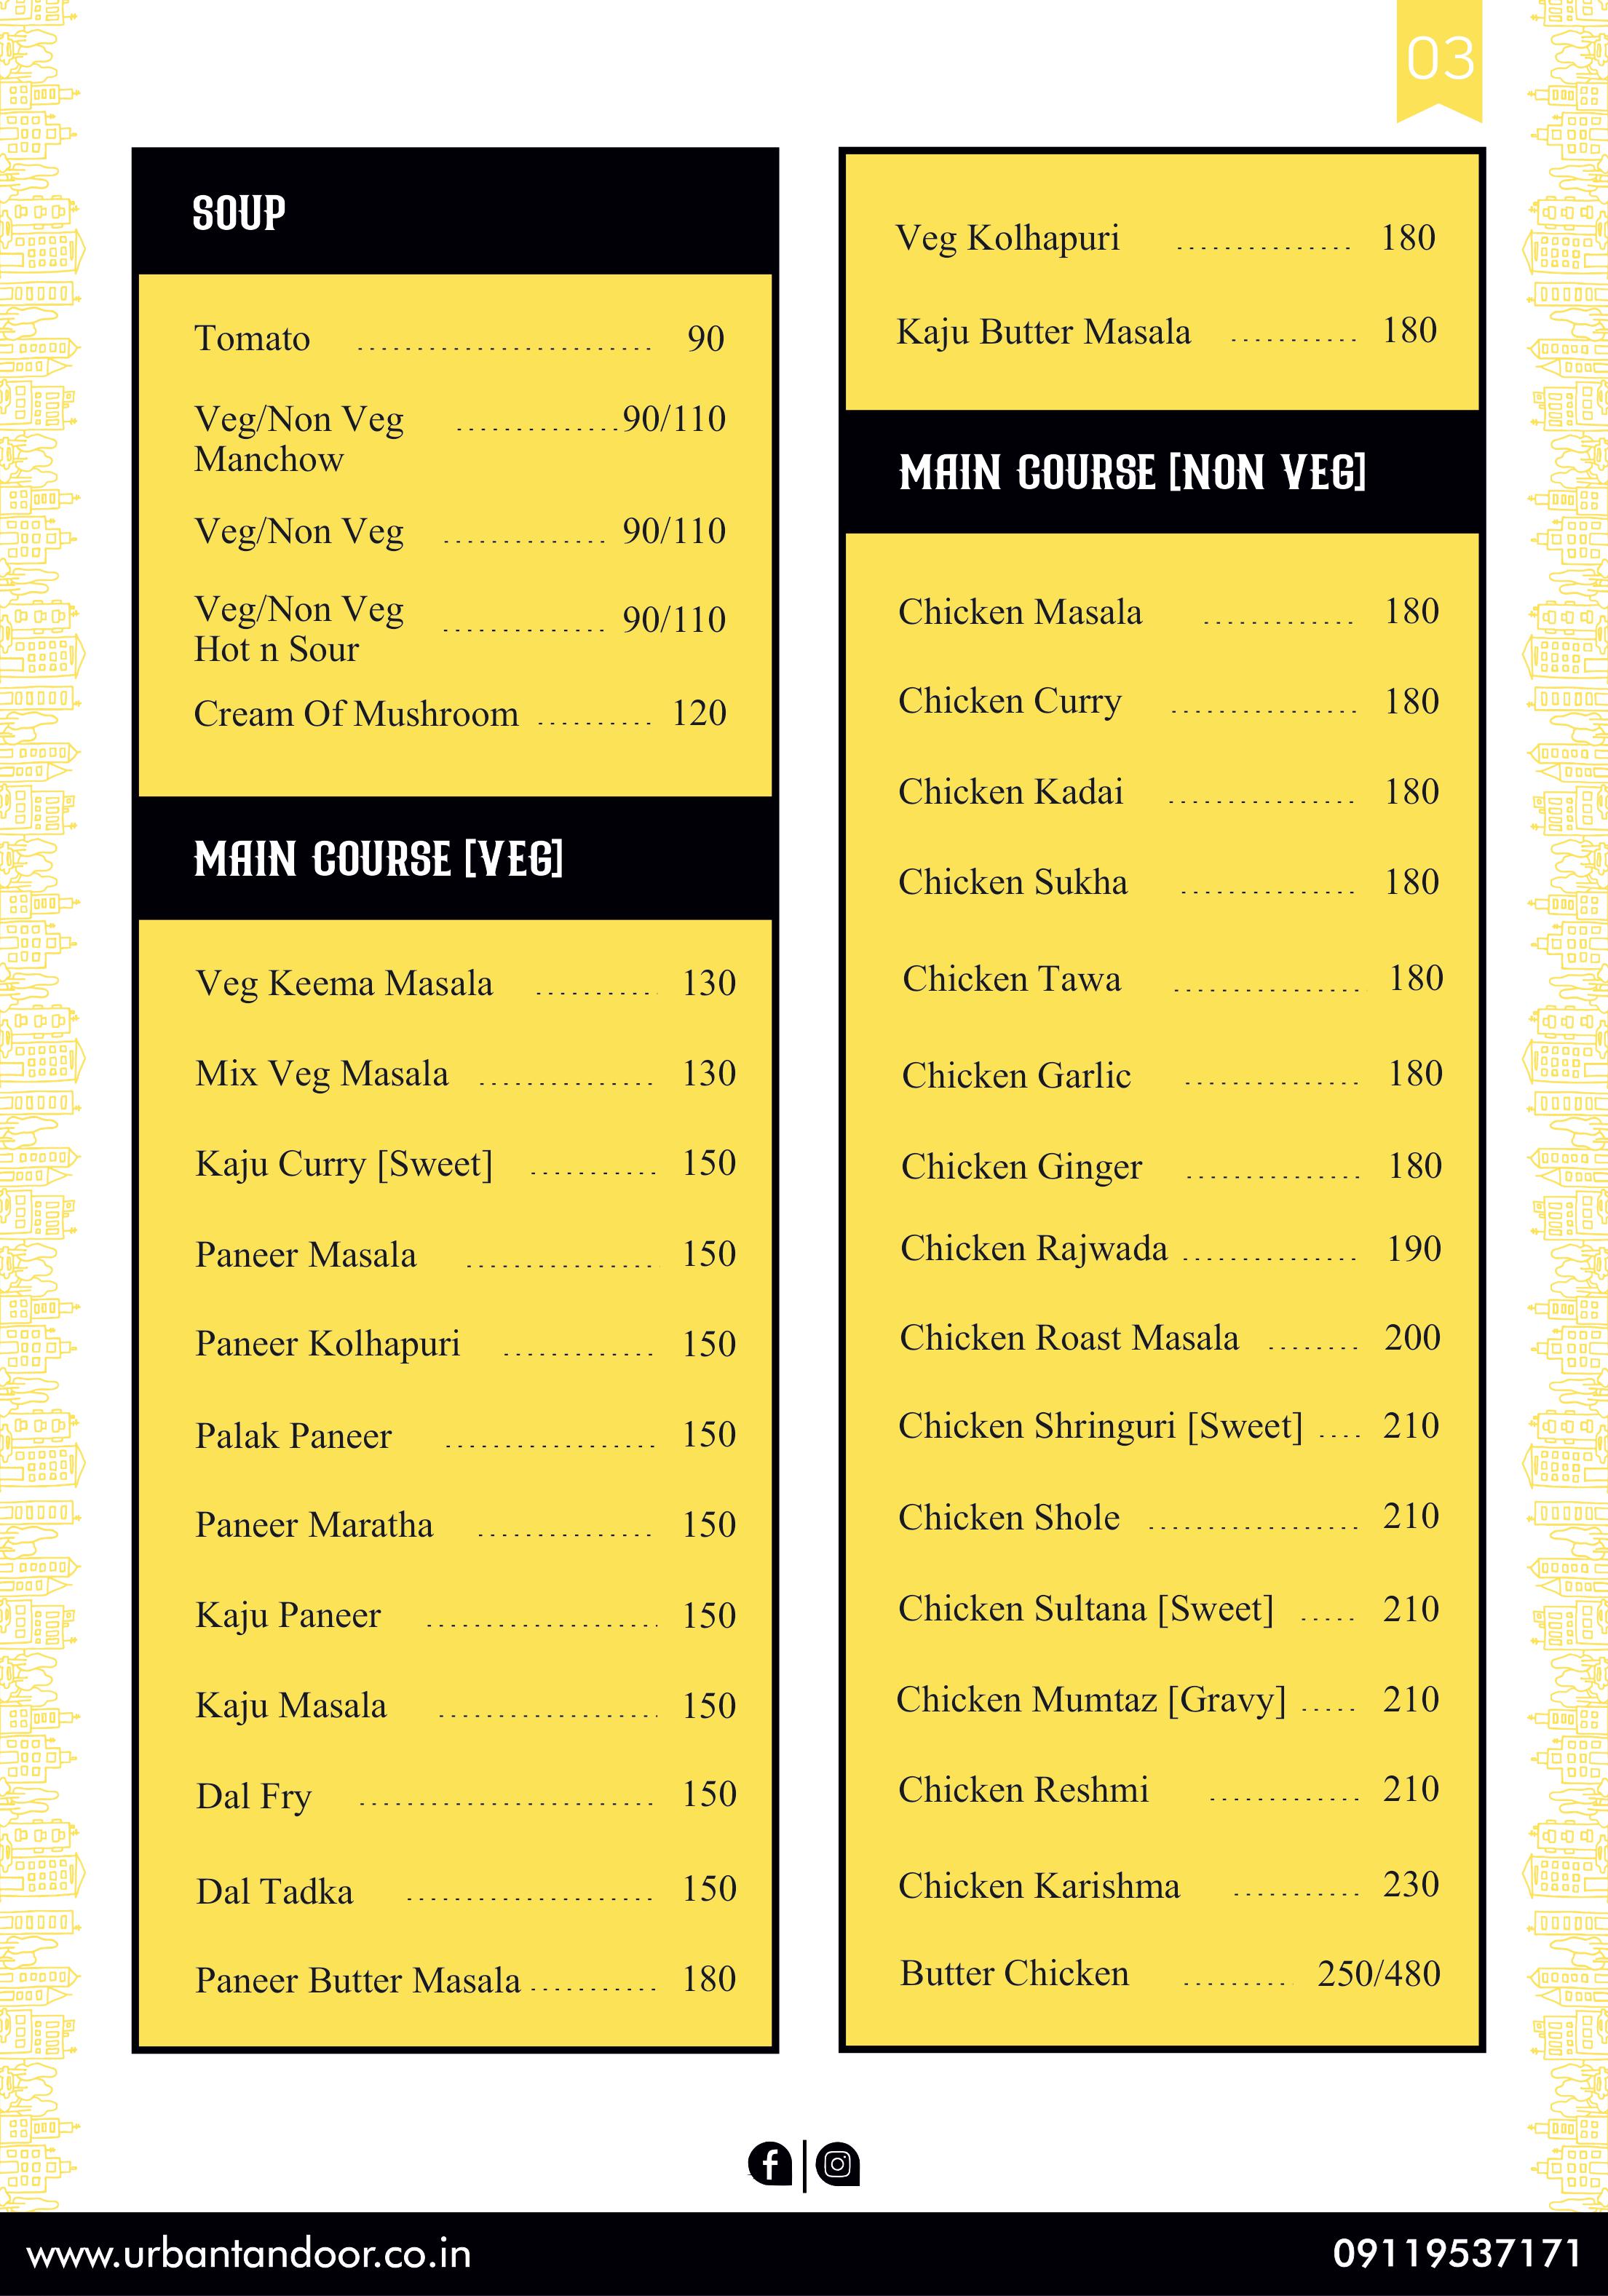 03
SOUP
Tomato ......................... 90
Veg/Non Veg ..............90/110
Manchow
Veg/Non Veg .............. 90/110
Veg/Non Veg .............. 90/110
Hot n Sour
Cream Of Mushroom .......... 120
MAIN COURSE [VEG]
Veg Keema Masala ........... 130
Mix Veg Masala ............... 130
Kaju Curry [Sweet] ........... 150
Paneer Masala ................. 150
Paneer Kolhapuri ............. 150
Palak Paneer .................. 150
Paneer Maratha ............... 150
Kaju Paneer .................... 150
Kaju Masala ................... 150
Dal Fry ......................... 150
Dal Tadka ..................... 150
Paneer Butter Masala ........... 180
Veg Kolhapuri ............... 180
Kaju Butter Masala ........... 180
MAIN COURSE [NON VEG]
Chicken Masala ............. 180
Chicken Curry ................ 180
Chicken Kadai ................ 180
Chicken Sukha ............... 180
Chicken Tawa ................. 180
Chicken Garlic ............... 180
Chicken Ginger ............... 180
Chicken Rajwada ............... 190
Chicken Roast Masala ........ 200
Chicken Shringuri [Sweet] .... 210
Chicken Shole .................. 210
Chicken Sultana [Sweet] ..... 210
Chicken Mumtaz [Gravy] ..... 210
Chicken Reshmi ............. 210
Chicken Karishma ........... 230
Butter Chicken .......... 250/480
www.urbantandoor.co.in
09119537171